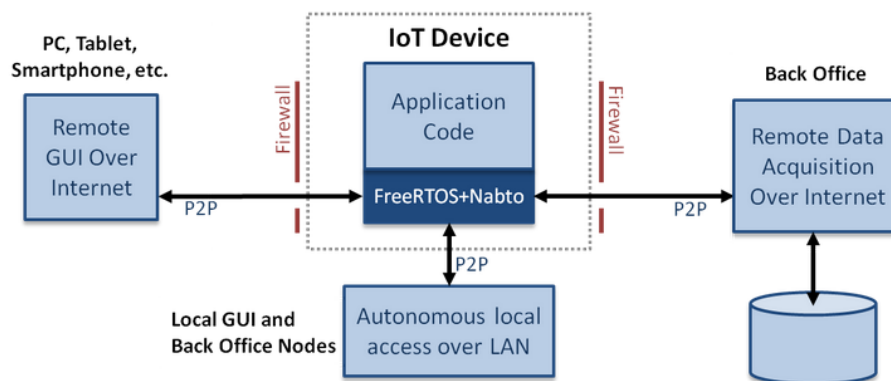 IoT Device
PC, Tablet,
Smartphone, etc.
Remote
GUI Over
Internet
P2P
Firewall
Application
Code
FreeRTOS+Nabto
Firewall
P2P
Back Office
Remote Data
Acquisition
Over Internet
P2P
Local GUI and
Back Office Nodes
Autonomous local
access over LAN